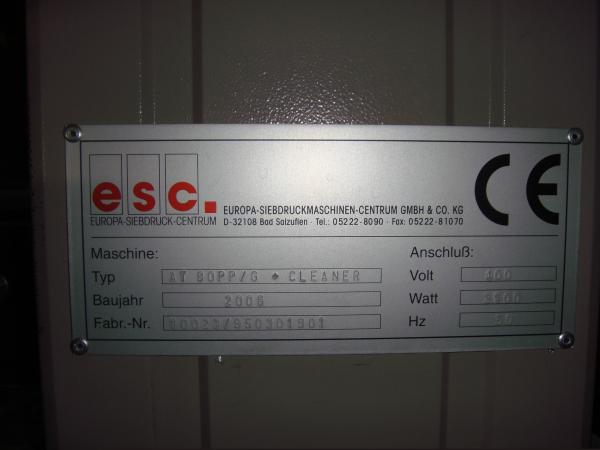 esc.
EUROPA-SIEBDRUCK-CENTRUM
EUROPA-SIEBDRUCKMASCHINEN-CENTRUM GMBH & CO. KG
D-32108 Bad Salzuflen · Tel.: 05222-8090 · Fax: 05222-81070
CE
Maschine:
Typ AT 80PP/G + CLEANER
Baujahr 2006
Fabr.-Nr.
Anschluß:
Volt 400
Watt
Hz 50